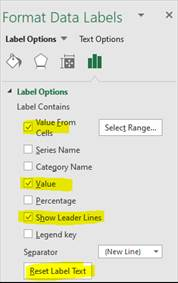 Format Data Labels
Label Options Text Options
Label Options
Label Contains
Value From Cells Select Range...
Series Name
Category Name
Value
Percentage
Show Leader Lines
Legend key
Separator (New Line)
Reset Label Text